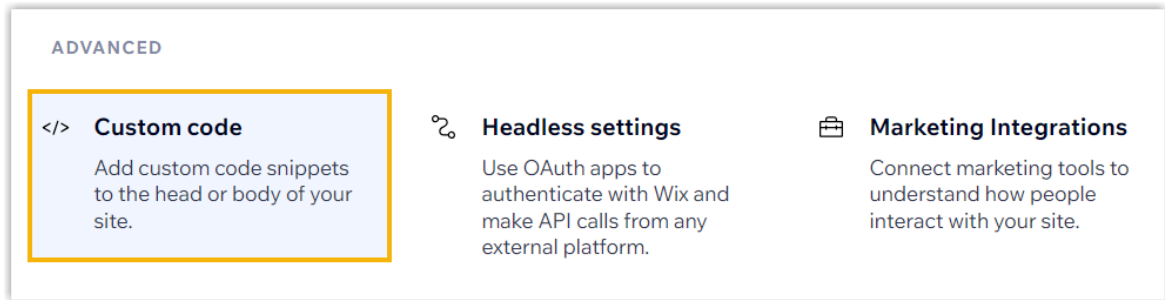 ADVANCED
</> Custom code
Add custom code snippets
to the head or body of your
site.
Headless settings
Use OAuth apps to
authenticate with Wix and
make API calls from any
external platform.
Marketing Integrations
Connect marketing tools to
understand how people
interact with your site.